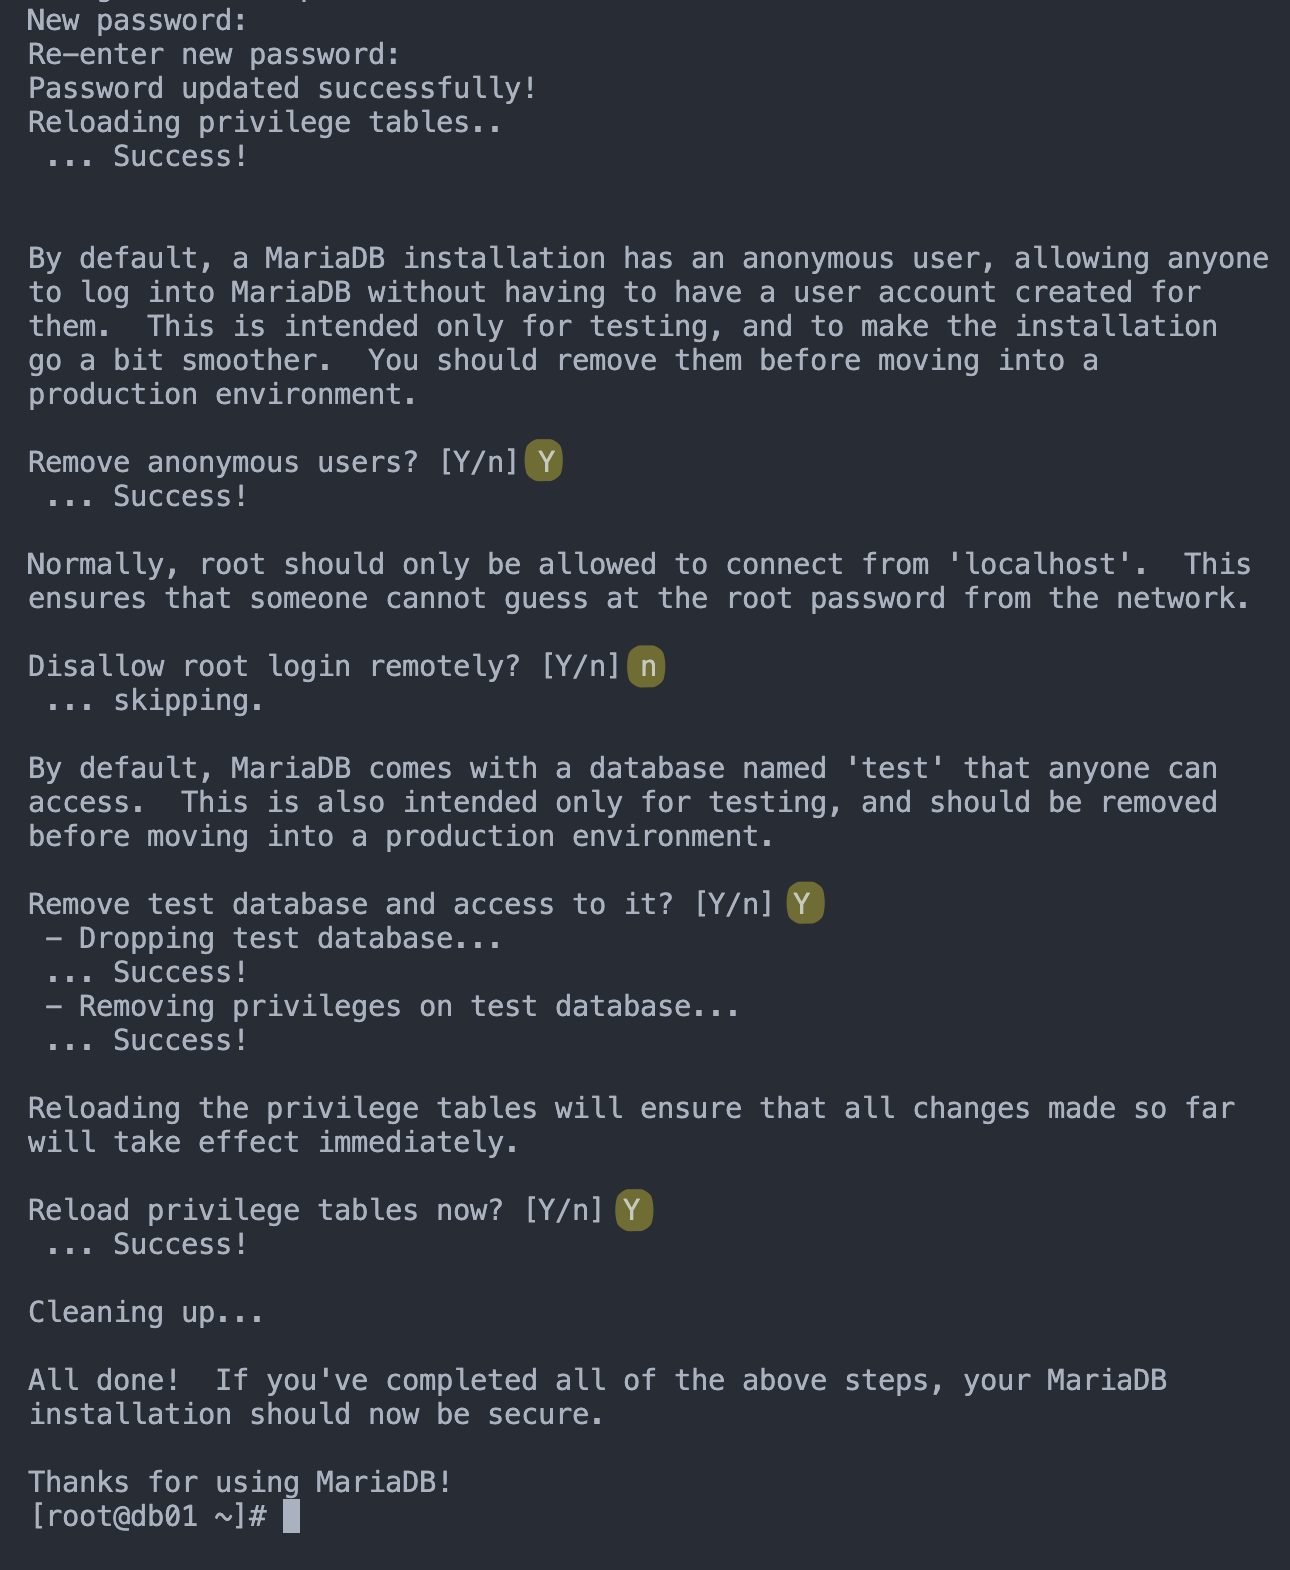 New password:
Re-enter new password:
Password updated successfully!
Reloading privilege tables..
 ... Success!
By default, a MariaDB installation has an anonymous user, allowing anyone
to log into MariaDB without having to have a user account created for
them.  This is intended only for testing, and to make the installation
go a bit smoother.  You should remove them before moving into a
production environment.
Remove anonymous users? [Y/n] Y
 ... Success!
Normally, root should only be allowed to connect from 'localhost'.  This
ensures that someone cannot guess at the root password from the network.
Disallow root login remotely? [Y/n] n
 ... skipping.
By default, MariaDB comes with a database named 'test' that anyone can
access.  This is also intended only for testing, and should be removed
before moving into a production environment.
Remove test database and access to it? [Y/n] Y
 - Dropping test database...
 ... Success!
 - Removing privileges on test database...
 ... Success!
Reloading the privilege tables will ensure that all changes made so far
will take effect immediately.
Reload privilege tables now? [Y/n] Y
 ... Success!
Cleaning up...
All done!  If you've completed all of the above steps, your MariaDB
installation should now be secure.
Thanks for using MariaDB!
[root@db01 ~]#